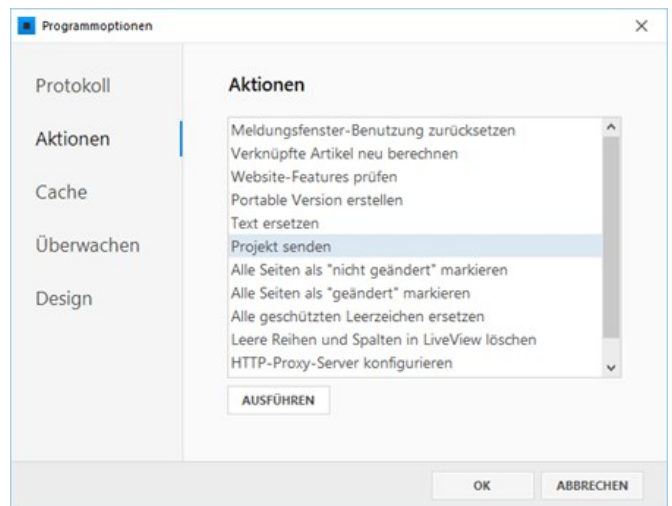 Programmoptionen
Protokoll
Aktionen
Cache
Überwachen
Design
Aktionen
Meldungsfenster-Benutzung zurücksetzen
Verknüpfte Artikel neu berechnen
Website-Features prüfen
Portable Version erstellen
Text ersetzen
Projekt senden
Alle Seiten als "nicht geändert" markieren
Alle Seiten als "geändert" markieren
Alle geschützten Leerzeichen ersetzen
Leere Reihen und Spalten in LiveView löschen
HTTP-Proxy-Server konfigurieren
AUSFÜHREN
OK
ABBRECHEN